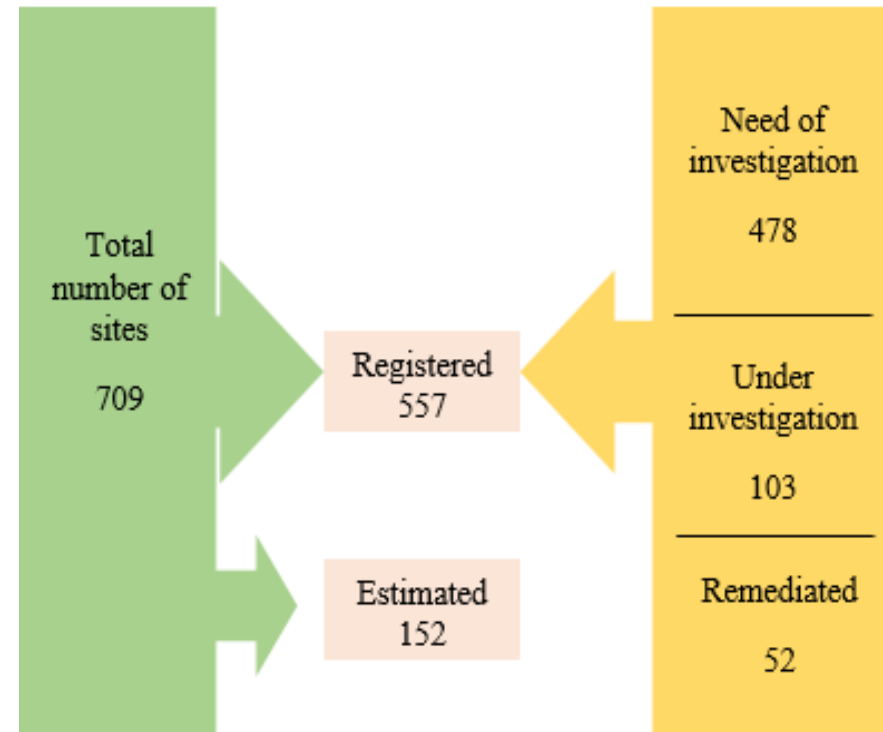 Total
number of
sites
709
Registered
557
Estimated
152
Need of
investigation
478
Under
investigation
103
Remediated
52